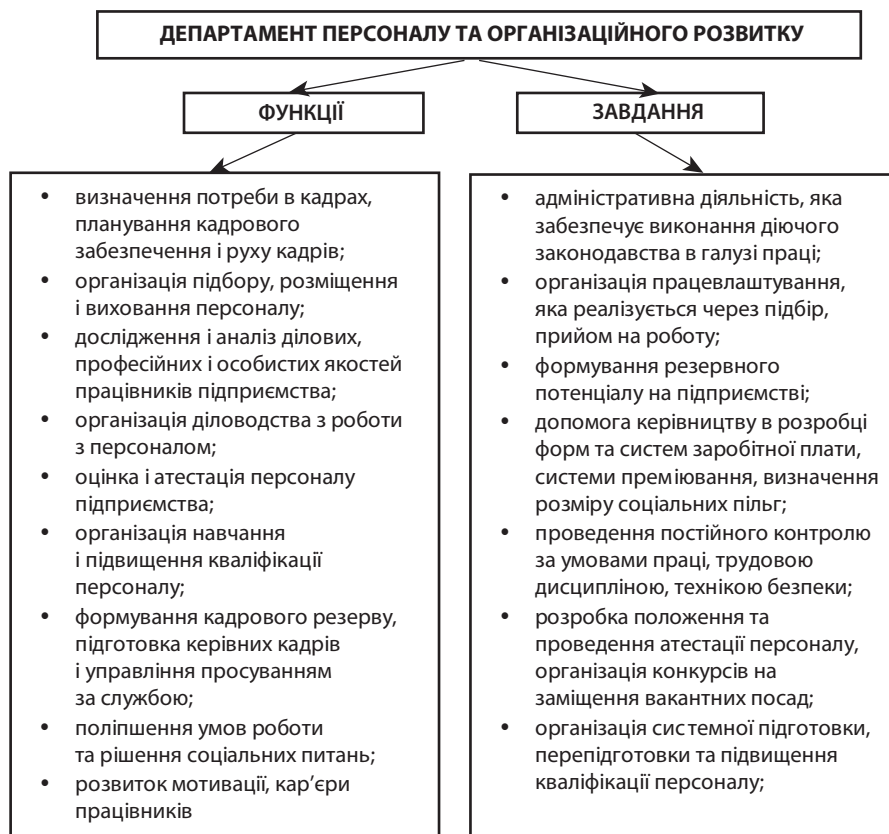 ДЕПАРТАМЕНТ ПЕРСОНАЛУ ТА ОРГАНІЗАЦІЙНОГО РОЗВИТКУ
ФУНКЦІЇ
• визначення потреби в кадрах,
планування кадрового
забезпечення і руху кадрів;
• організація підбору, розміщення
і виховання персоналу;
• дослідження і аналіз ділових,
професійних і особистих якостей
працівників підприємства;
• організація діловодства з роботи
з персоналом;
• оцінка і атестація персоналу
підприємства;
• організація навчання
і підвищення кваліфікації
персоналу;
• формування кадрового резерву,
підготовка керівних кадрів
і управління просуванням
за службою;
• поліпшення умов роботи
та рішення соціальних питань;
• розвиток мотивації, кар’єри
працівників
ЗАВДАННЯ
• адміністративна діяльність, яка
забезпечує виконання діючого
законодавства в галузі праці;
• організація працевлаштування,
яка реалізується через підбір,
прийом на роботу;
• формування резервного
потенціалу на підприємстві;
• допомога керівництву в розробці
форм та систем заробітної плати,
системи преміювання, визначення
розміру соціальних пільг;
• проведення постійного контролю
за умовами праці, трудовою
дисципліною, технікою безпеки;
• розробка положення та
проведення атестації персоналу,
організація конкурсів на
заміщення вакантних посад;
• організація системної підготовки,
перепідготовки та підвищення
кваліфікації персоналу;